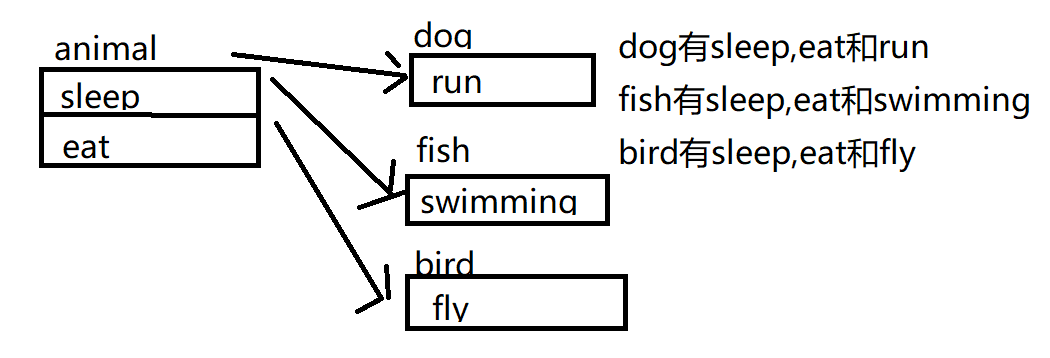 animal
sleep
eat
dog
run
fish
swimming
bird
fly
dog有sleep,eat和run
fish有sleep,eat和swimming
bird有sleep,eat和fly